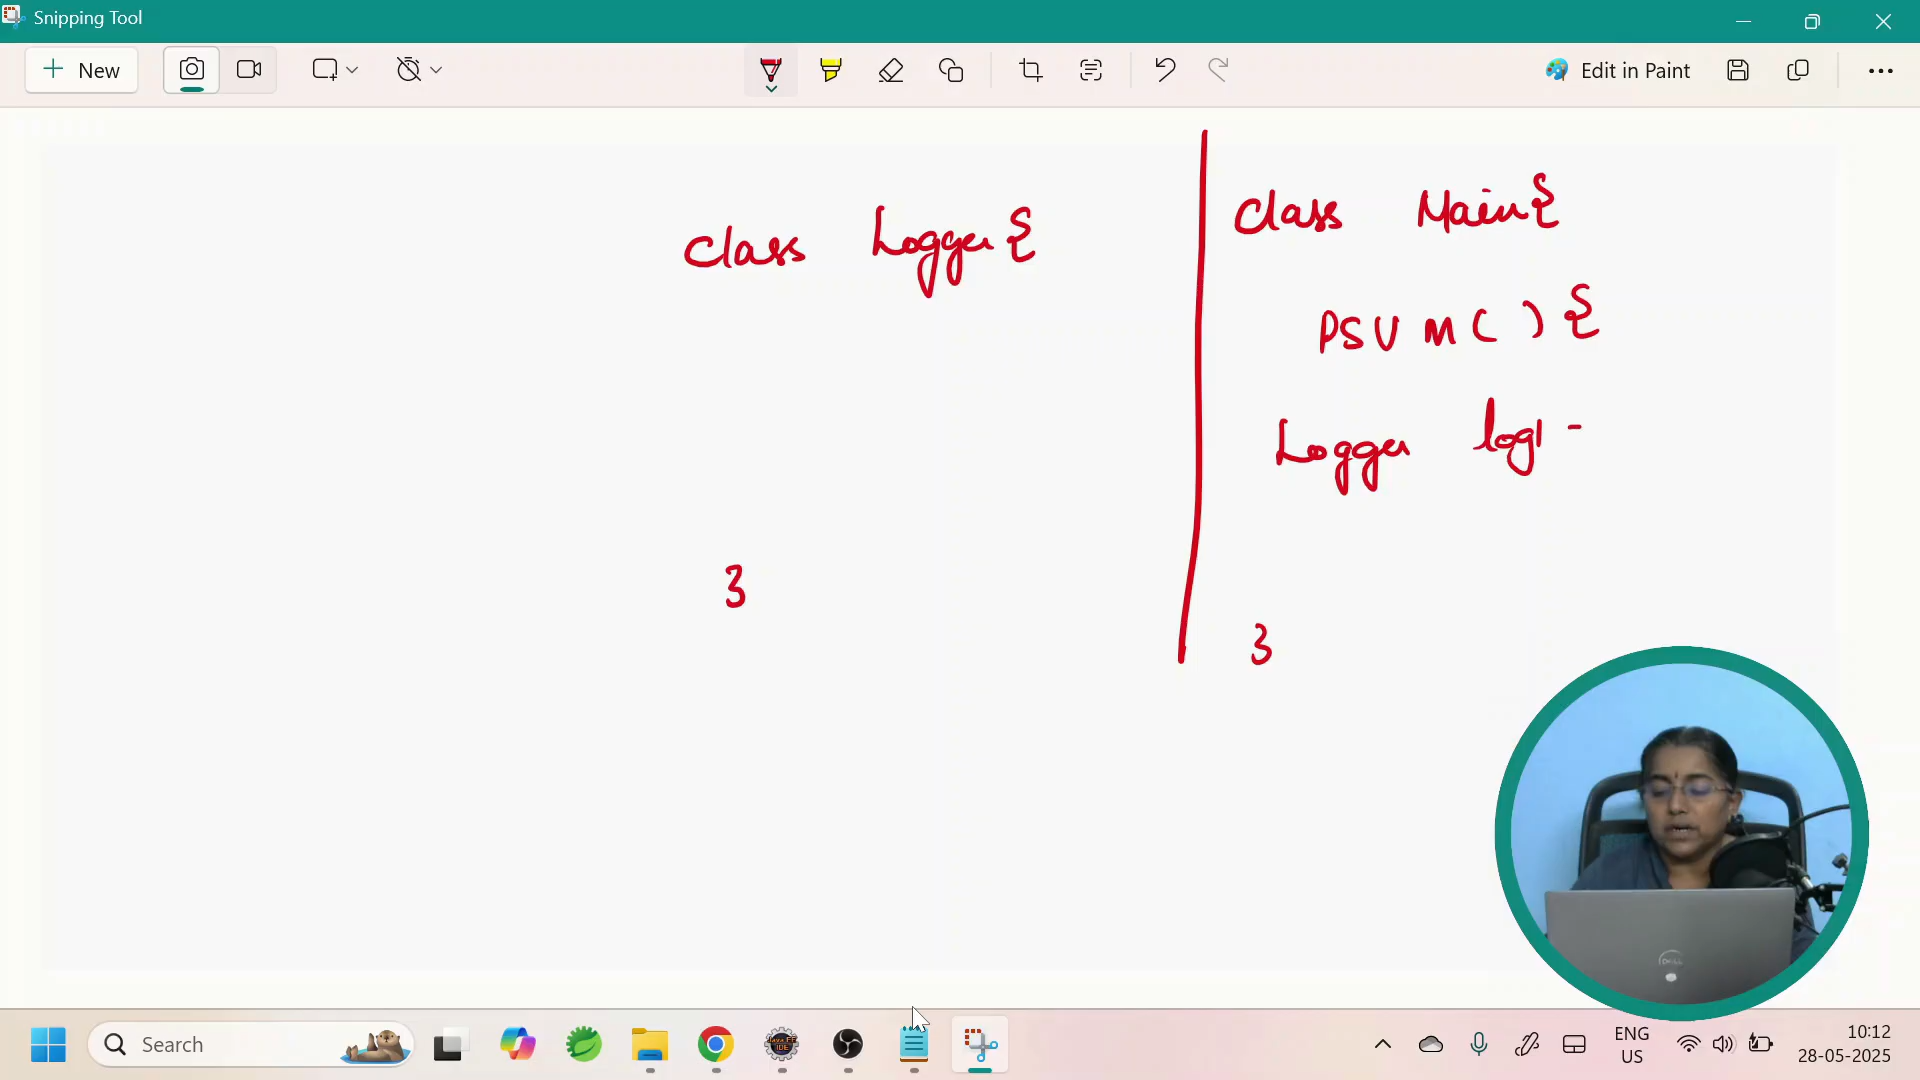 Snipping Tool
New
Edit in Paint
class Logger {
}
class Main {
PSVM( ) {
Logger log1 -
}
Search
ENG
US
10:12
28-05-2025